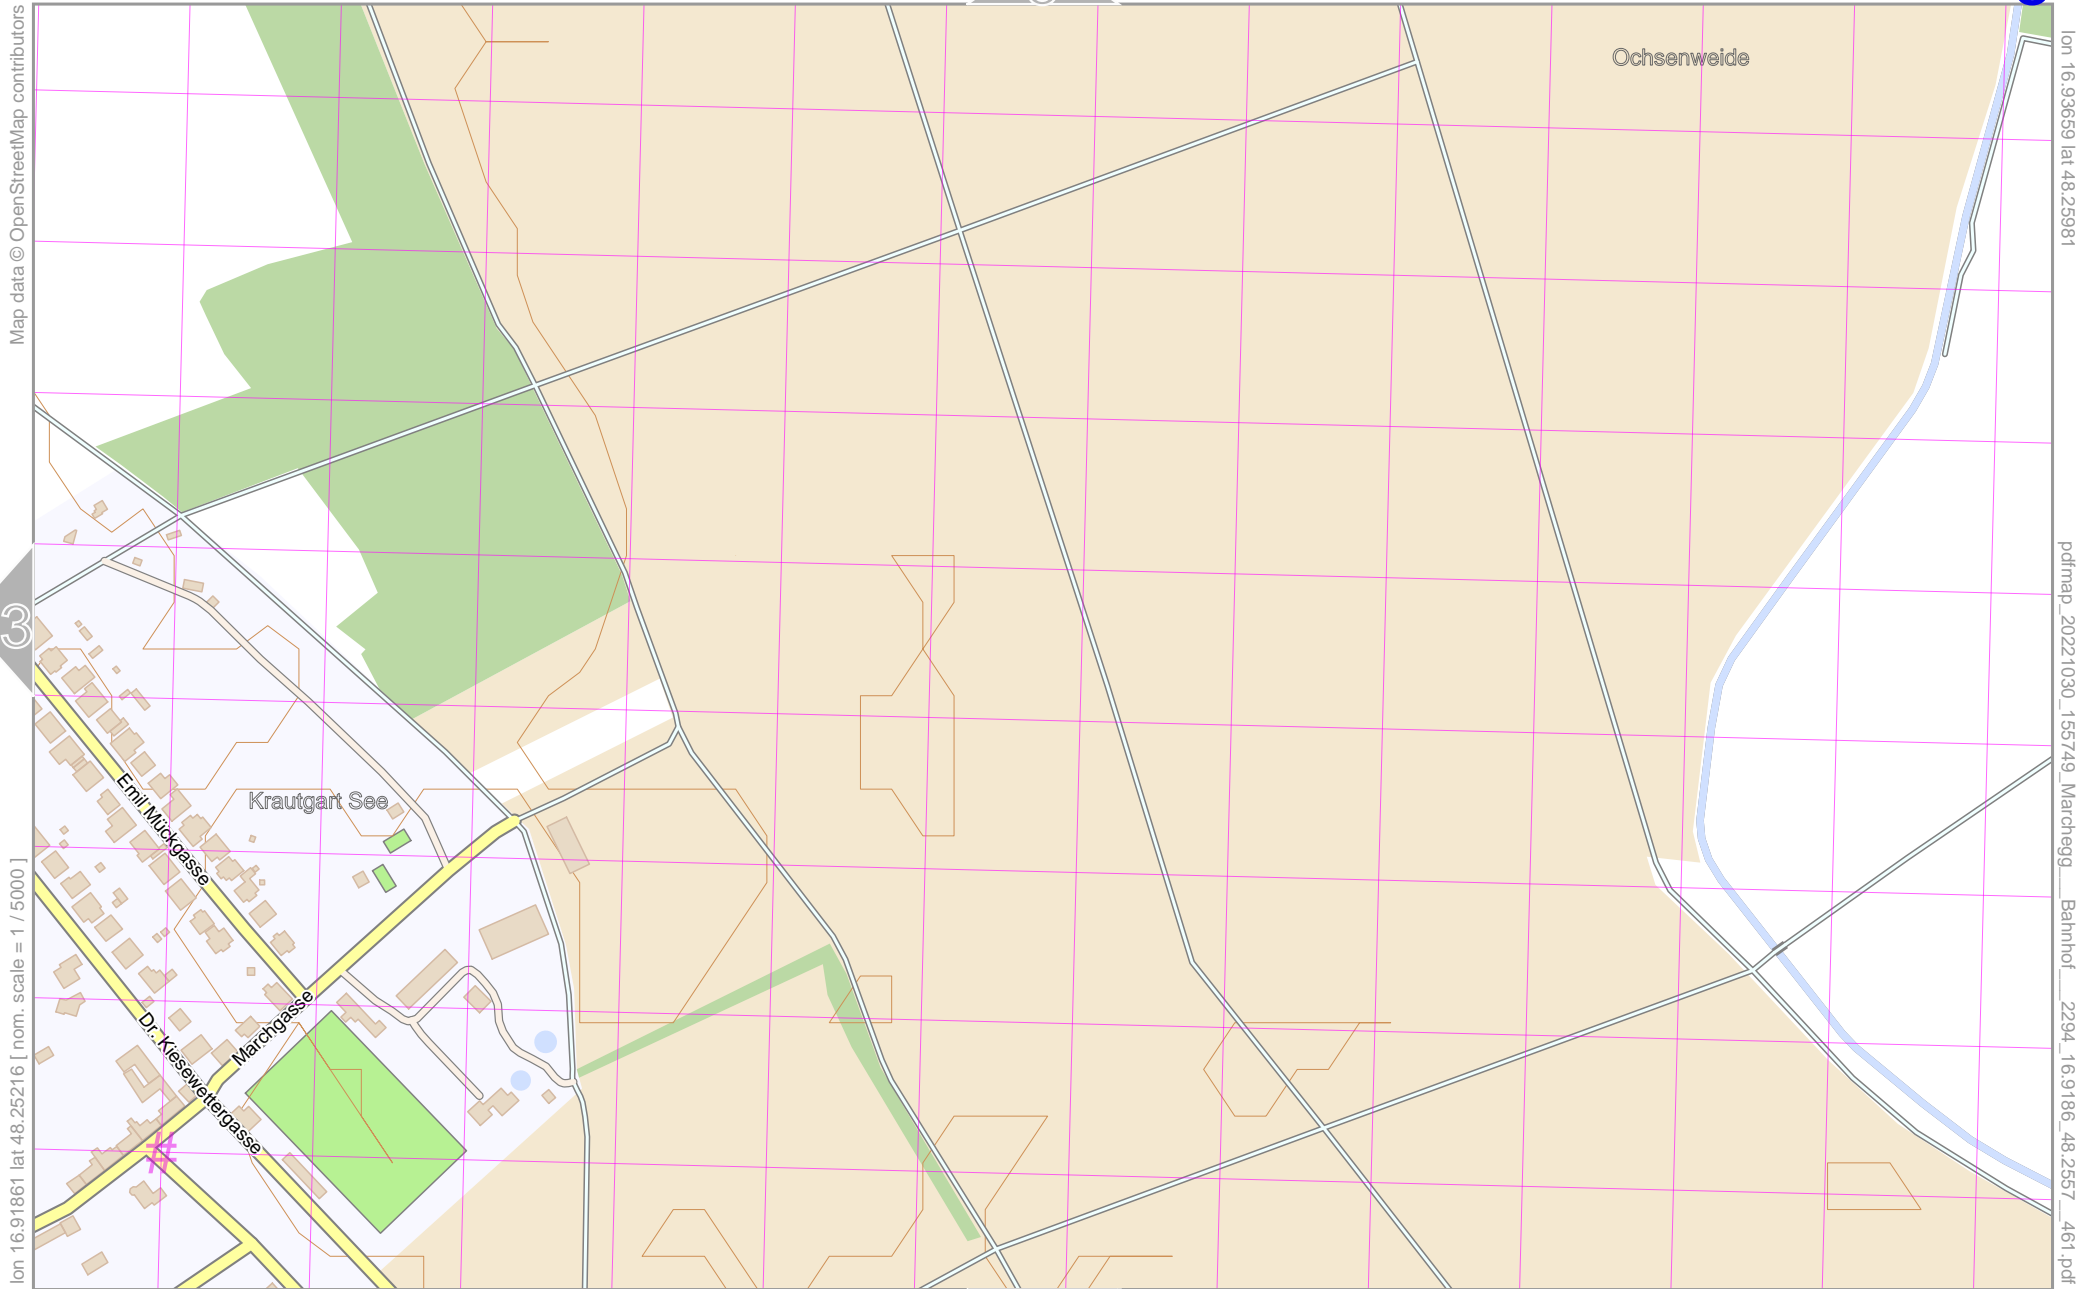 Map data © OpenStreetMap contributors
lon 16.91861 lat 48.25216 [ nom. scale = 1 / 5000 ]
lon 16.93659 lat 48.25981
pdfmap_20221030_155749_Marchegg___Bahnhof___2294_16.9186_48.2557__461.pdf
Ochsenweide
3
Krautgart See
Emil Mückgasse
Marchgasse
Dr. Kiesewettergasse